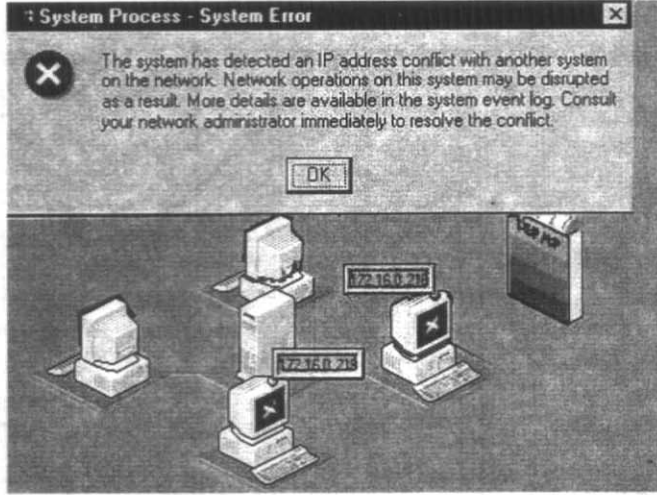 System Process - System Error
The system has detected an IP address conflict with another system
on the network. Network operations on this system may be disrupted
as a result. More details are available in the system event log. Consult
your network administrator immediately to resolve the conflict.
OK
172.16.0.218
172.16.0.218